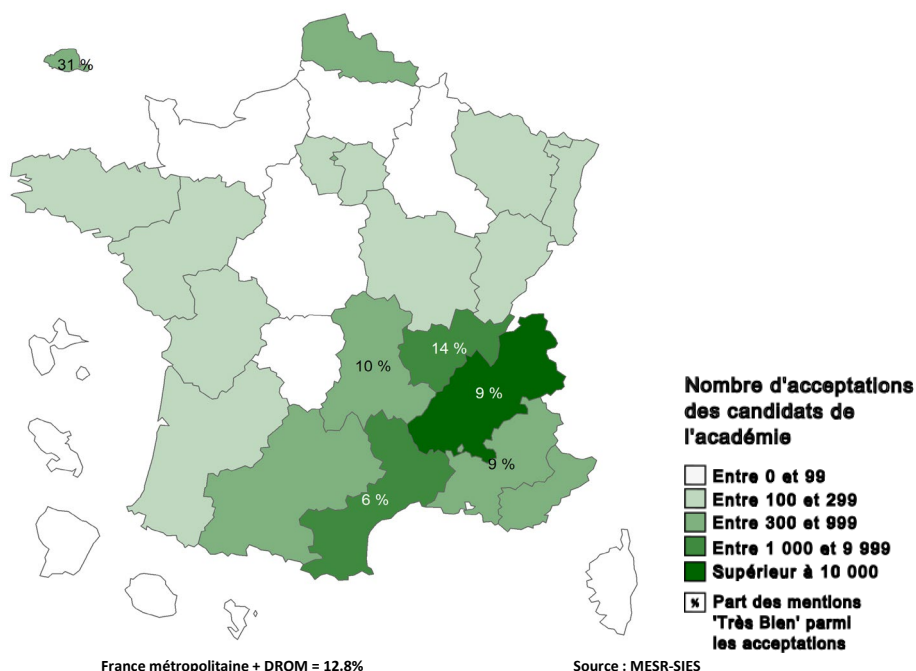 31 %
14 %
10 %
9 %
9 %
6 %
Nombre d'acceptations
des candidats de
l'académie
Entre 0 et 99
Entre 100 et 299
Entre 300 et 999
Entre 1 000 et 9 999
Supérieur à 10 000
% Part des mentions
'Très Bien' parmi
les acceptations
France métropolitaine + DROM = 12.8%
Source : MESR-SIES